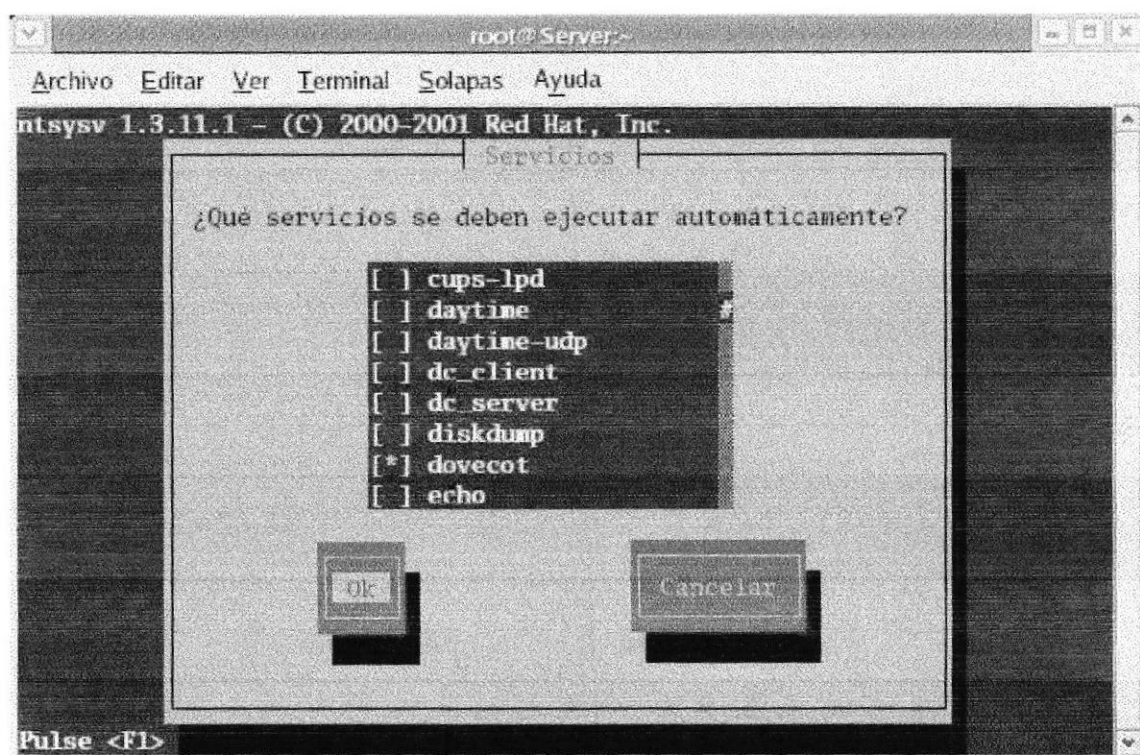 root@Server:~
Archivo Editar Ver Terminal Solapas Ayuda
ntsysv 1.3.11.1 - (C) 2000-2001 Red Hat, Inc.
Servicios
¿Qué servicios se deben ejecutar automáticamente?
[ ] cups-lpd
[ ] daytime #
[ ] daytime-udp
[ ] dc_client
[ ] dc_server
[ ] diskdump
[*] dovecot
[ ] echo
Ok Cancelar
Pulse <F1>